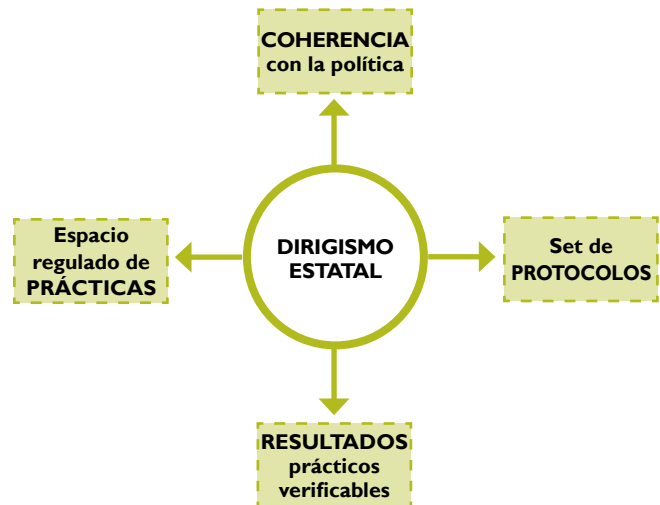 COHERENCIA
con la política
Espacio
regulado de
PRÁCTICAS
DIRIGISMO
ESTATAL
Set de
PROTOCOLOS
RESULTADOS
prácticos
verificables